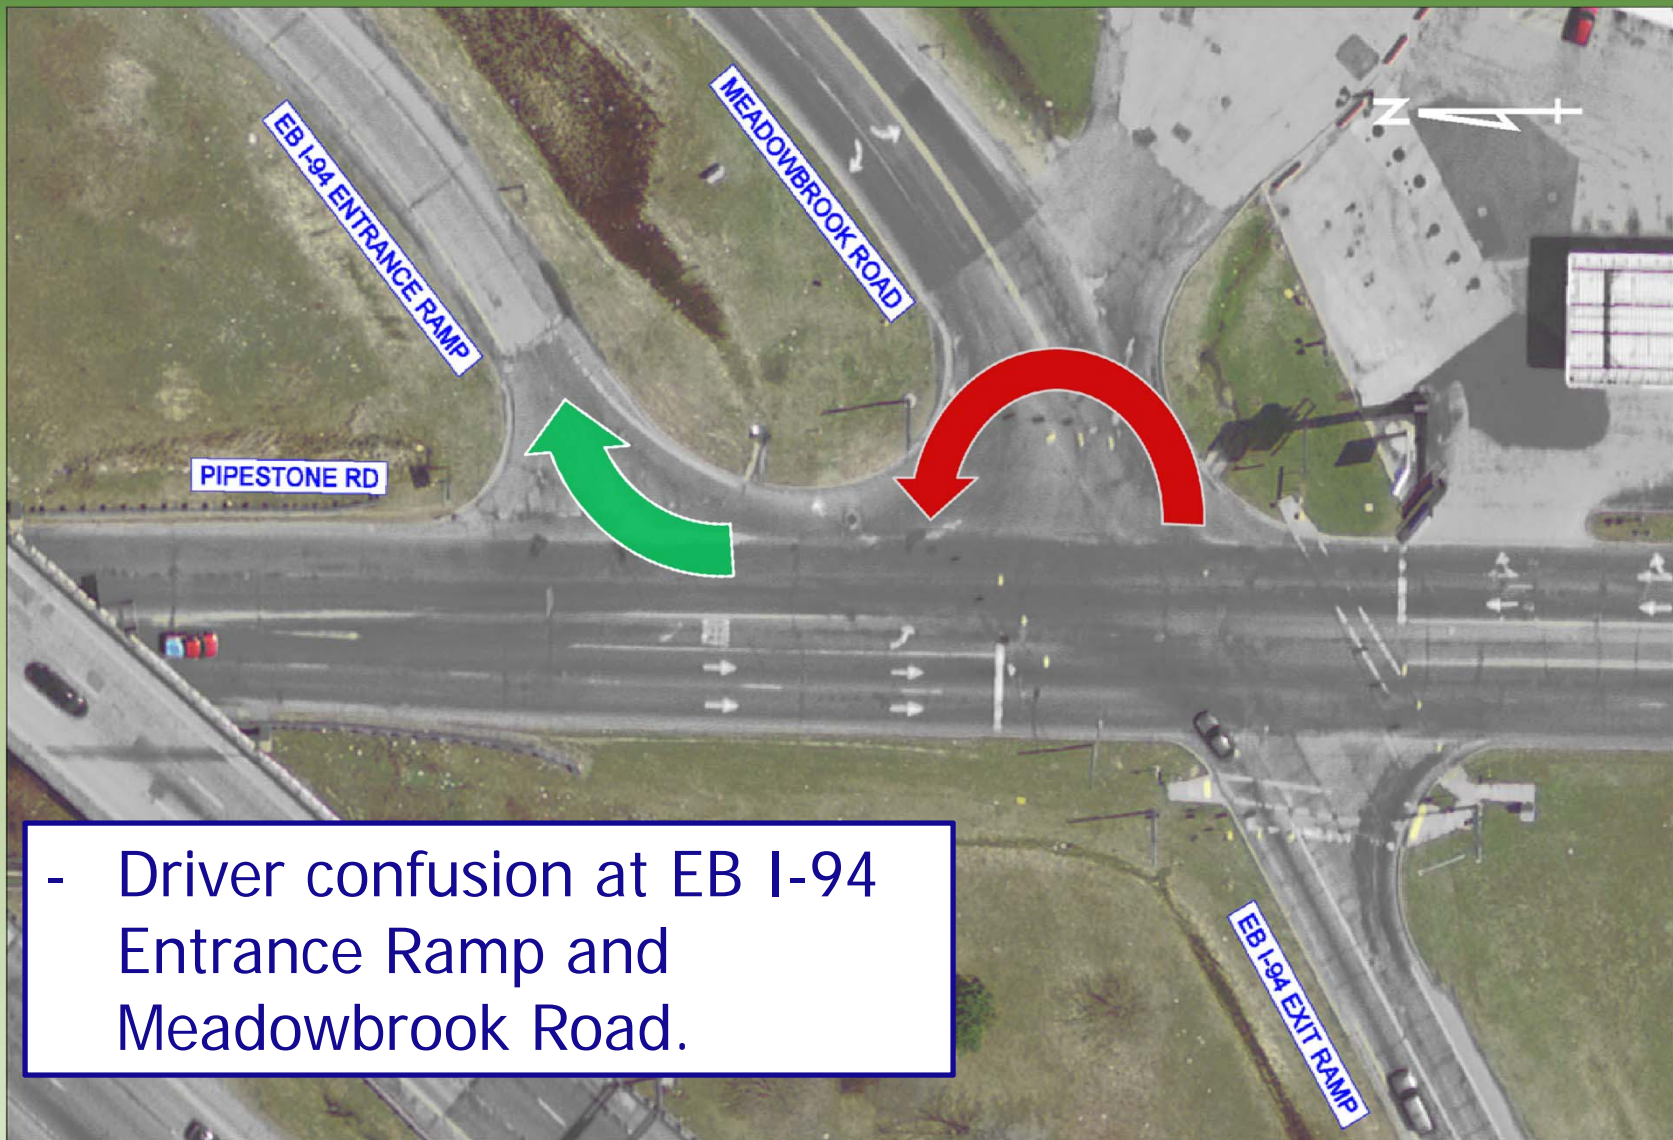 EB I-94 ENTRANCE RAMP
MEADOWBROOK ROAD
N
PIPESTONE RD
- Driver confusion at EB I-94
Entrance Ramp and
Meadowbrook Road.
EB I-94 EXIT RAMP